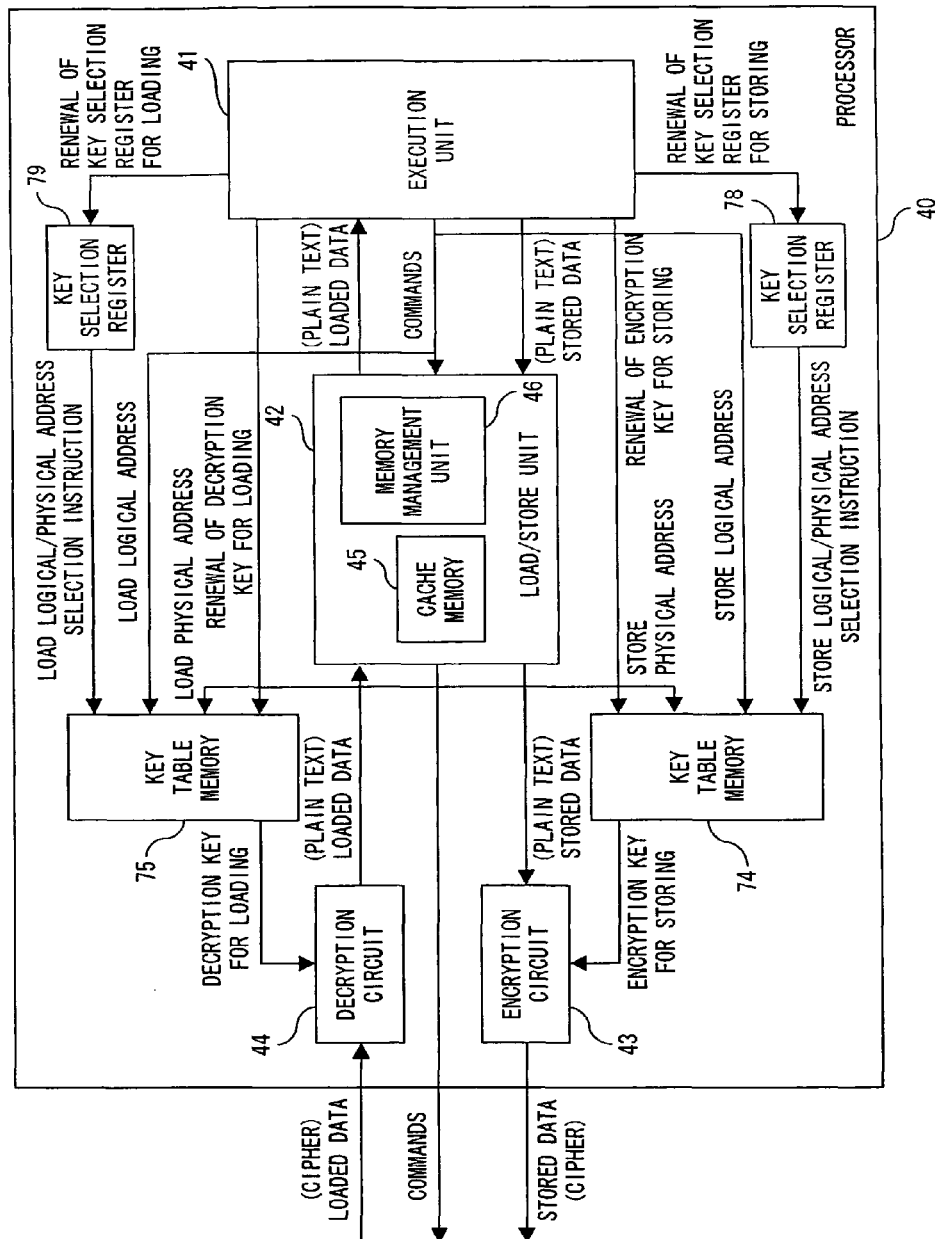 RENEWAL OF
KEY SELECTION
REGISTER
FOR LOADING
41
79
KEY
SELECTION
REGISTER
EXECUTION
UNIT
RENEWAL OF
KEY SELECTION
REGISTER
FOR STORING
78
KEY
SELECTION
REGISTER
PROCESSOR
40
LOAD LOGICAL/PHYSICAL ADDRESS
SELECTION INSTRUCTION
LOAD LOGICAL ADDRESS
LOAD PHYSICAL ADDRESS
RENEWAL OF DECRYPTION
KEY FOR LOADING
(PLAIN TEXT)
LOADED DATA
COMMANDS
(PLAIN TEXT)
STORED DATA
RENEWAL OF ENCRYPTION
KEY FOR STORING
STORE
PHYSICAL ADDRESS
STORE LOGICAL ADDRESS
STORE LOGICAL/PHYSICAL ADDRESS
SELECTION INSTRUCTION
42
46
MEMORY
MANAGEMENT
UNIT
45
CACHE
MEMORY
LOAD/STORE UNIT
KEY
TABLE
MEMORY
75
(PLAIN TEXT)
LOADED DATA
(PLAIN TEXT)
STORED DATA
KEY
TABLE
MEMORY
74
DECRYPTION KEY
FOR LOADING
DECRYPTION
CIRCUIT
44
ENCRYPTION
CIRCUIT
43
ENCRYPTION KEY
FOR STORING
(CIPHER)
LOADED DATA
COMMANDS
STORED DATA
(CIPHER)